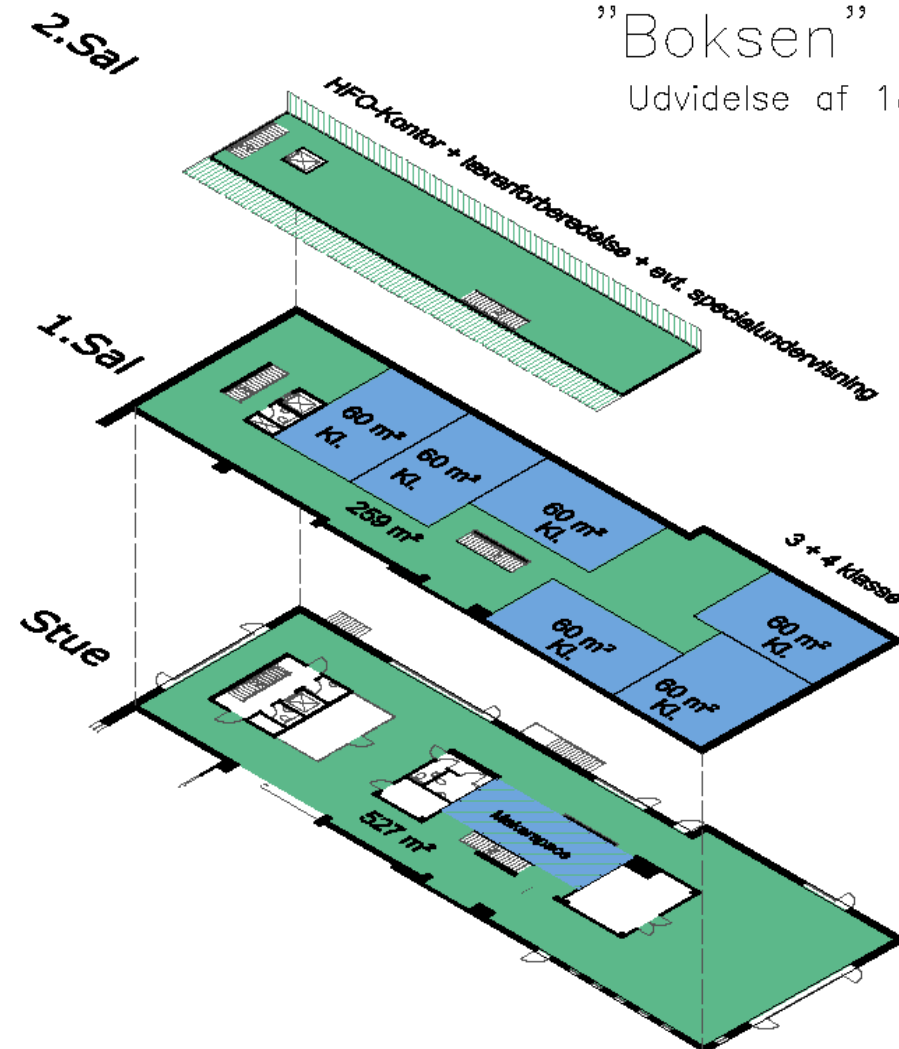 "Boksen"
Udvidelse af
2.Sal
HFO-Kontor + lærerforberedelse + evt. specialundervisning
1.Sal
60 m² Kl.
60 m² Kl.
60 m² Kl.
259 m²
3 + 4 klasse
60 m² Kl.
60 m² Kl.
60 m² Kl.
Stue
Makerspace
527 m²